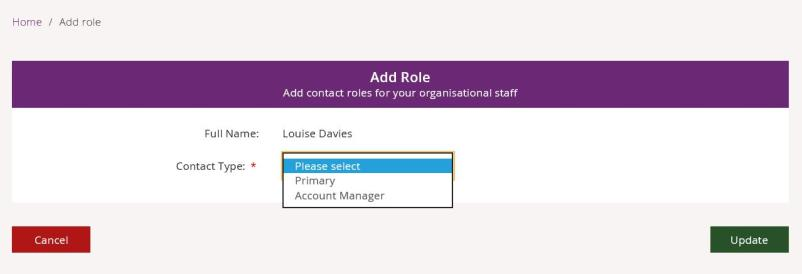 Home / Add role
Add Role
Add contact roles for your organisational staff
Full Name: Louise Davies
Contact Type: * Please select
Primary
Account Manager
Cancel Update